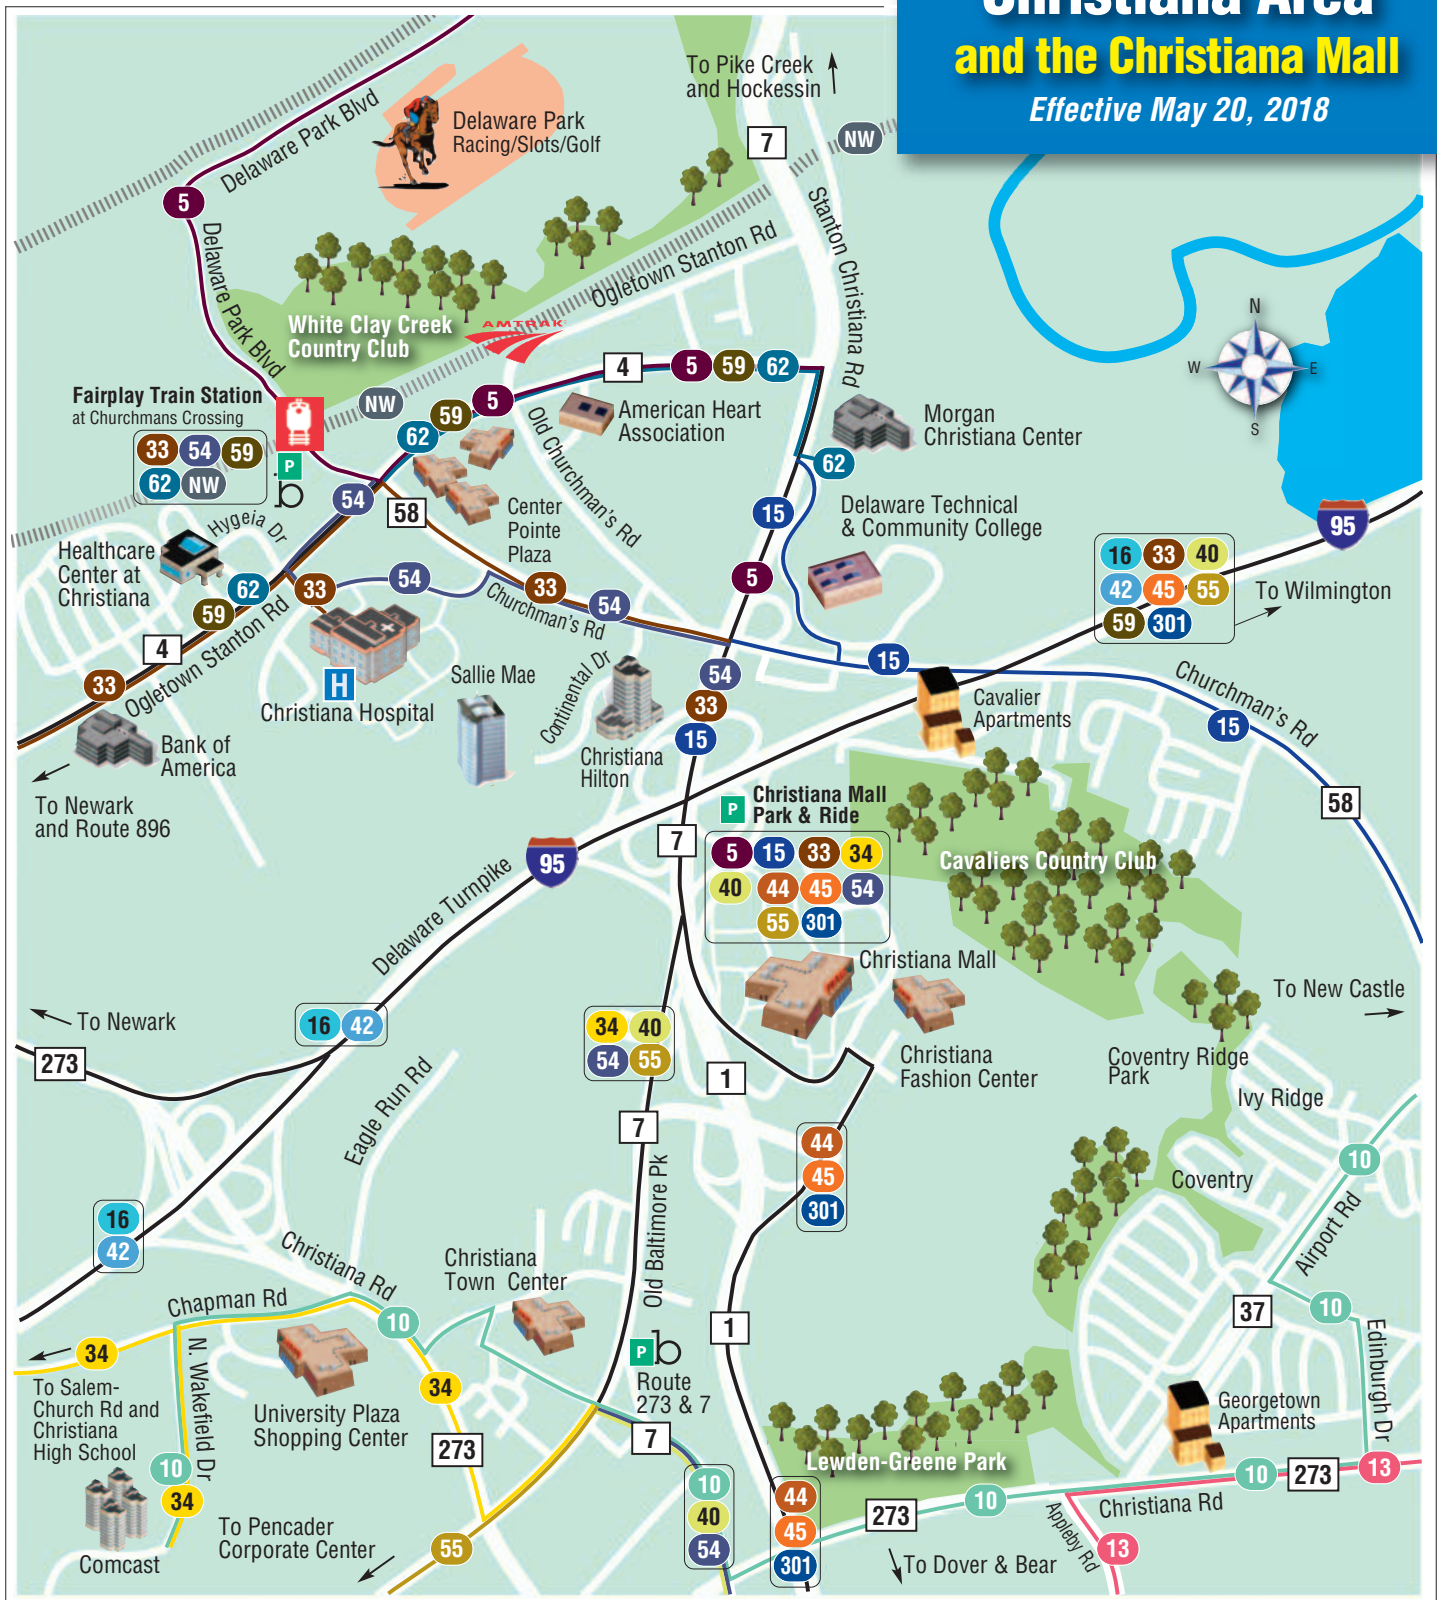 Christiana Area
and the Christiana Mall
Effective May 20, 2018
To Pike Creek
and Hockessin
7
NW
Delaware Park Blvd
Delaware Park
Racing/Slots/Golf
5
Delaware Park Blvd
Stanton Christiana Rd
Ogletown Stanton Rd
White Clay Creek
Country Club
AMTRAK
N
W E
S
4
5 59 62
Fairplay Train Station
at Churchmans Crossing
33 54 59
62 NW
P
b
NW
62 59 5
American Heart
Association
Old Churchman's Rd
Morgan
Christiana Center
62
54
58
Center
Pointe
Plaza
15
Delaware Technical
& Community College
95
16 33 40
42 45 55
59 301
To Wilmington
Healthcare
Center at
Christiana
Hygeia Dr
62
59
33
54
33
54
5
Churchman's Rd
4
Ogletown Stanton Rd
33
H
Christiana Hospital
Sallie Mae
Continental Dr
Christiana
Hilton
54
33
15
15
Cavalier
Apartments
Churchman's Rd
15
58
Bank of
America
To Newark
and Route 896
P
Christiana Mall
Park & Ride
7
5 15 33 34
40 44 45 54
55 301
Cavaliers Country Club
95
Delaware Turnpike
Christiana Mall
Christiana
Fashion Center
To New Castle
Coventry Ridge
Park
Ivy Ridge
To Newark
273
16 42
34 40
54 55
1
Eagle Run Rd
7
Old Baltimore Pk
44
45
301
Coventry
10
Airport Rd
16
42
Christiana Rd
Christiana
Town Center
Chapman Rd
10
34
N. Wakefield Dr
To Salem-
Church Rd and
Christiana
High School
University Plaza
Shopping Center
34
273
P
b
Route
273 & 7
7
1
37
10
Edinburgh Dr
Georgetown
Apartments
Lewden-Greene Park
10
34
Comcast
To Pencader
Corporate Center
55
10
40
54
44
45
301
273
10
10
273
13
Christiana Rd
Appleby Rd
13
To Dover & Bear